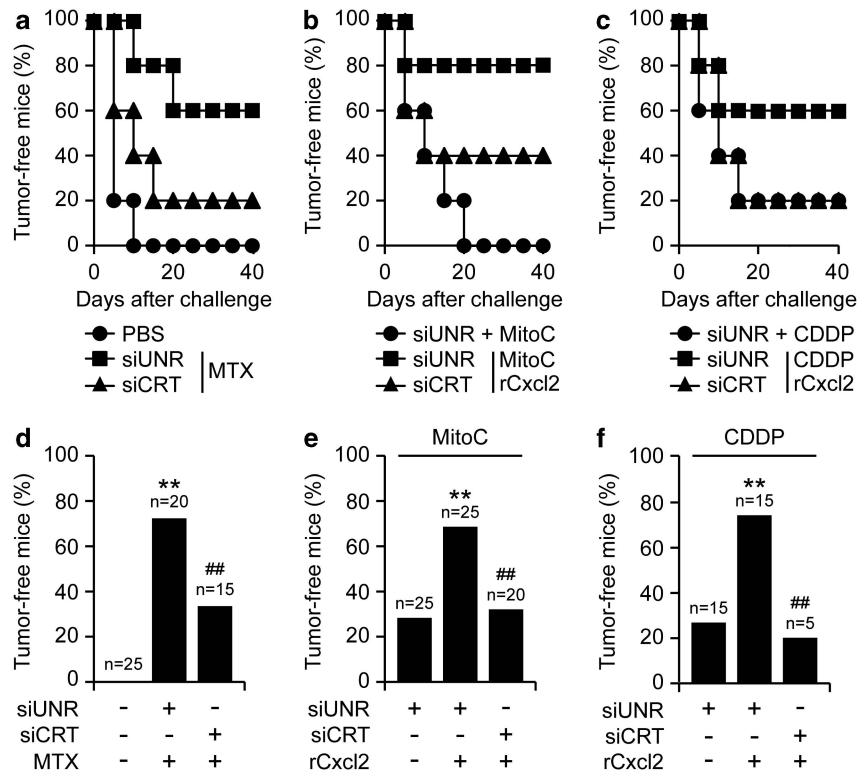 a
100
80
60
40
20
0
Tumor-free mice (%)
0 20 40
Days after challenge
PBS
siUNR
siCRT
MTX
b
100
80
60
40
20
0
Tumor-free mice (%)
0 20 40
Days after challenge
siUNR + MitoC
siUNR
siCRT
MitoC
rCxcl2
c
100
80
60
40
20
0
Tumor-free mice (%)
0 20 40
Days after challenge
siUNR + CDDP
siUNR
siCRT
CDDP
rCxcl2
d
100
80
60
40
20
0
Tumor-free mice (%)
n=25
**
n=20
##
n=15
siUNR - + -
siCRT - - +
MTX - + +
e
MitoC
100
80
60
40
20
0
Tumor-free mice (%)
n=25
**
n=25
##
n=20
siUNR + + -
siCRT - - +
rCxcl2 - + +
f
CDDP
100
80
60
40
20
0
Tumor-free mice (%)
n=15
**
n=15
##
n=5
siUNR + + -
siCRT - - +
rCxcl2 - + +